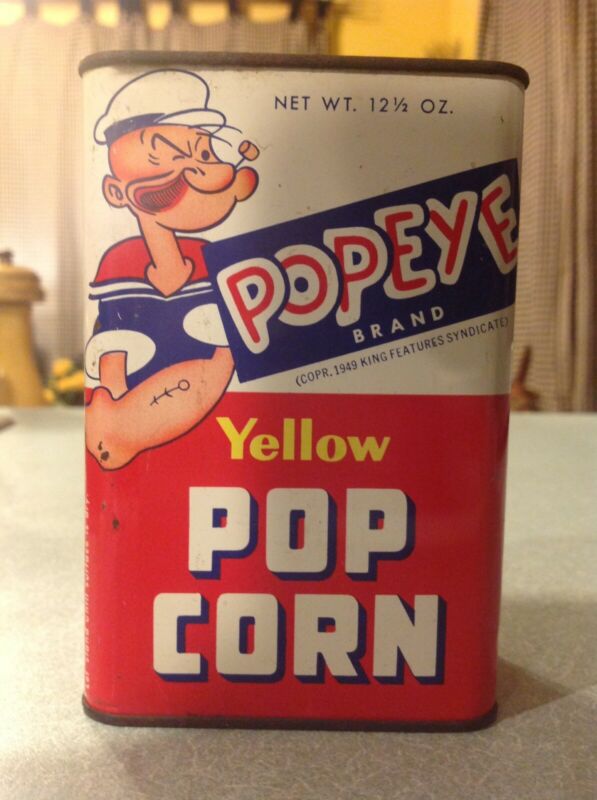 NET WT. 12½ OZ.
POPEYE
BRAND
(COPR. 1949 KING FEATURES SYNDICATE)
Yellow
POP
CORN